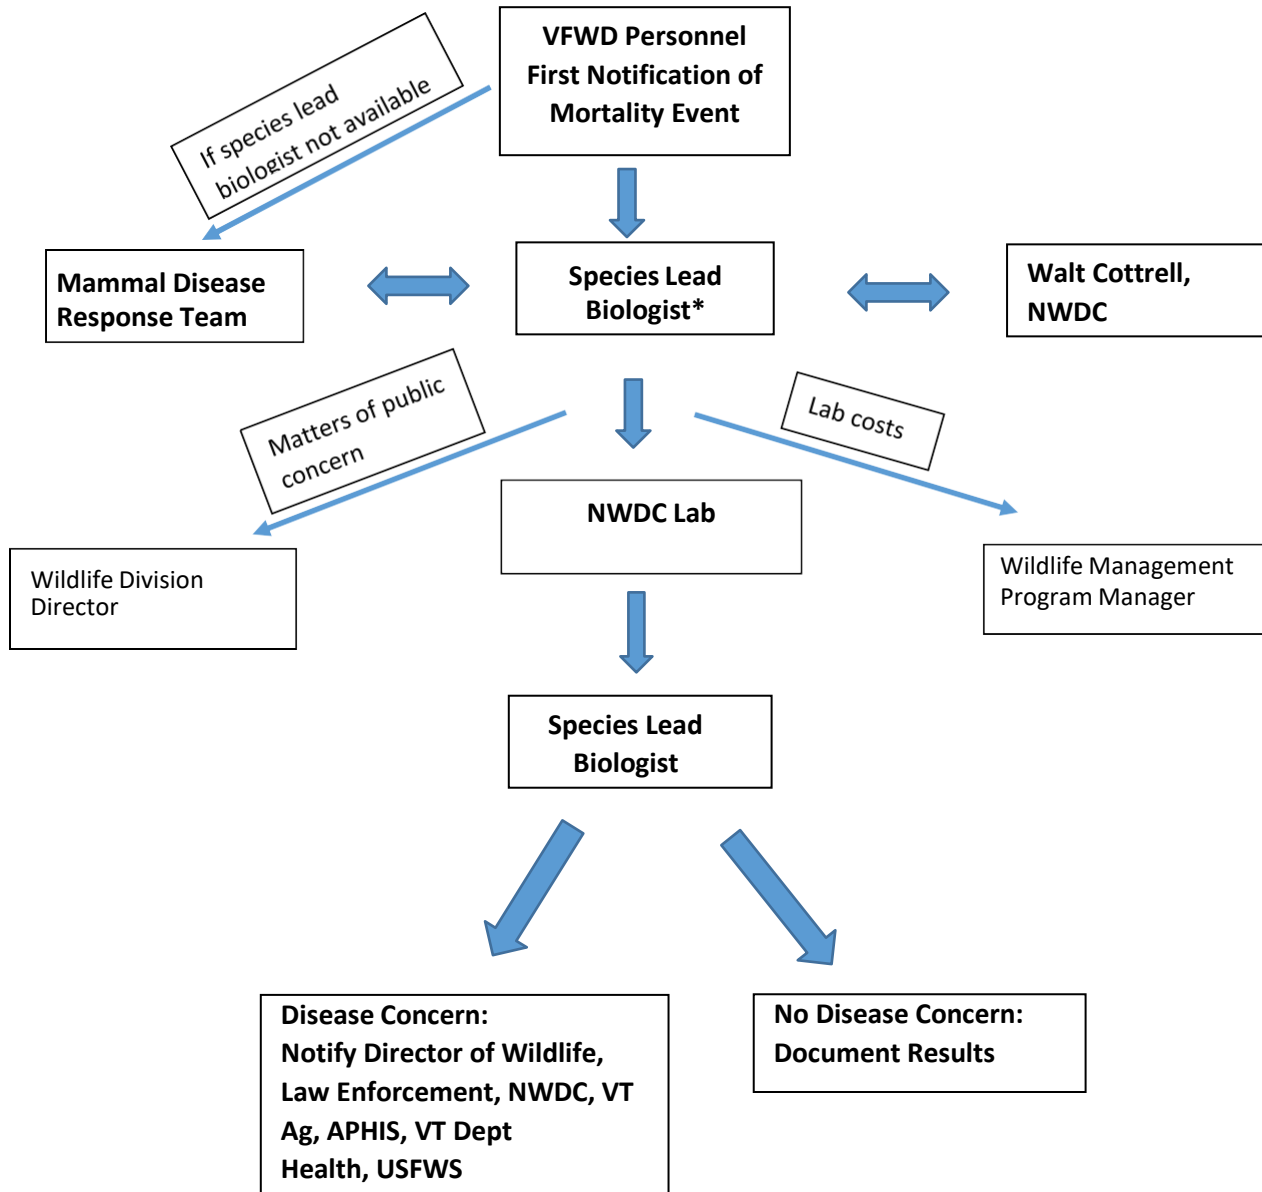 VFWD Personnel
First Notification of
Mortality Event
If species lead
biologist not available
Mammal Disease
Response Team
Species Lead
Biologist*
Walt Cottrell,
NWDC
Matters of public
concern
Lab costs
NWDC Lab
Wildlife Division
Director
Wildlife Management
Program Manager
Species Lead
Biologist
Disease Concern:
Notify Director of Wildlife,
Law Enforcement, NWDC, VT
Ag, APHIS, VT Dept
Health, USFWS
No Disease Concern:
Document Results